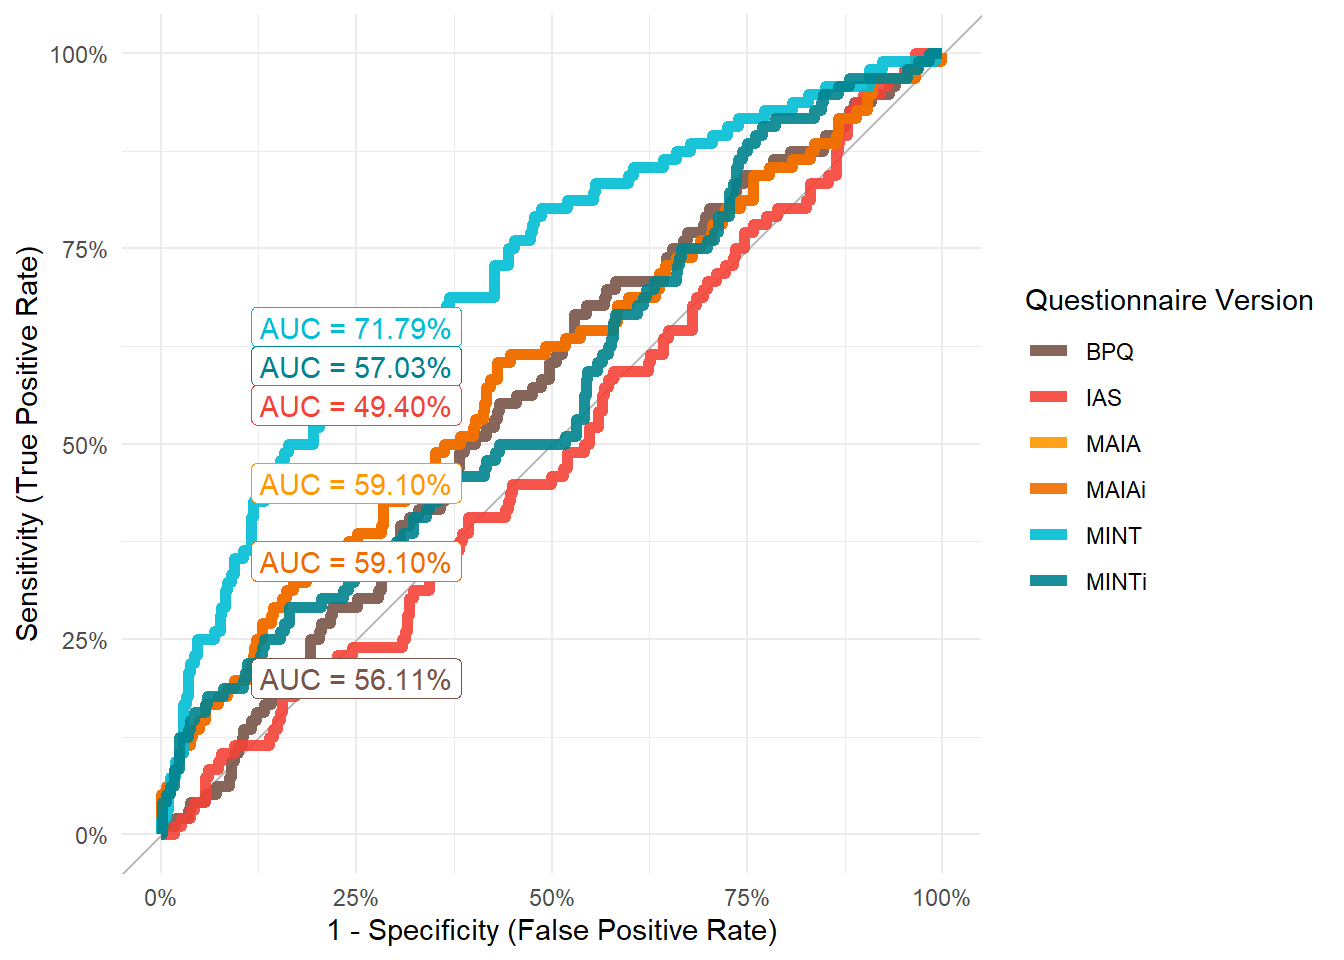 Sensitivity (True Positive Rate)
100%
75%
50%
25%
0%
AUC = 71.79%
AUC = 57.03%
AUC = 49.40%
AUC = 59.10%
AUC = 59.10%
AUC = 56.11%
0%
25%
50%
75%
100%
1 - Specificity (False Positive Rate)
Questionnaire Version
BPQ
IAS
MAIA
MAIAi
MINT
MINTi